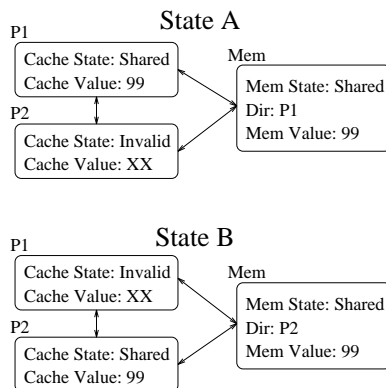 State A
P1
Cache State: Shared
Cache Value: 99
Mem
Mem State: Shared
Dir: P1
Mem Value: 99
P2
Cache State: Invalid
Cache Value: XX
State B
P1
Cache State: Invalid
Cache Value: XX
Mem
Mem State: Shared
Dir: P2
Mem Value: 99
P2
Cache State: Shared
Cache Value: 99